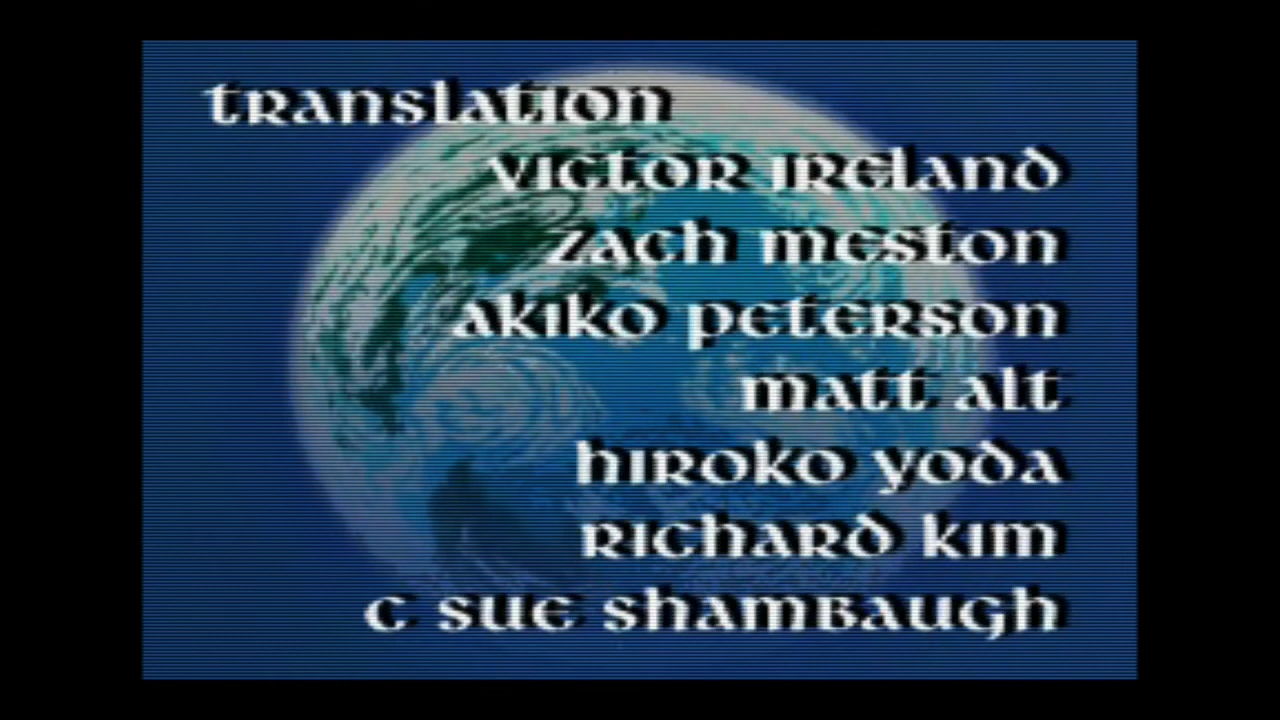 translation
victor ireland
zach meston
akiko peterson
matt alt
hiroko yoda
richard kim
c sue shambaugh